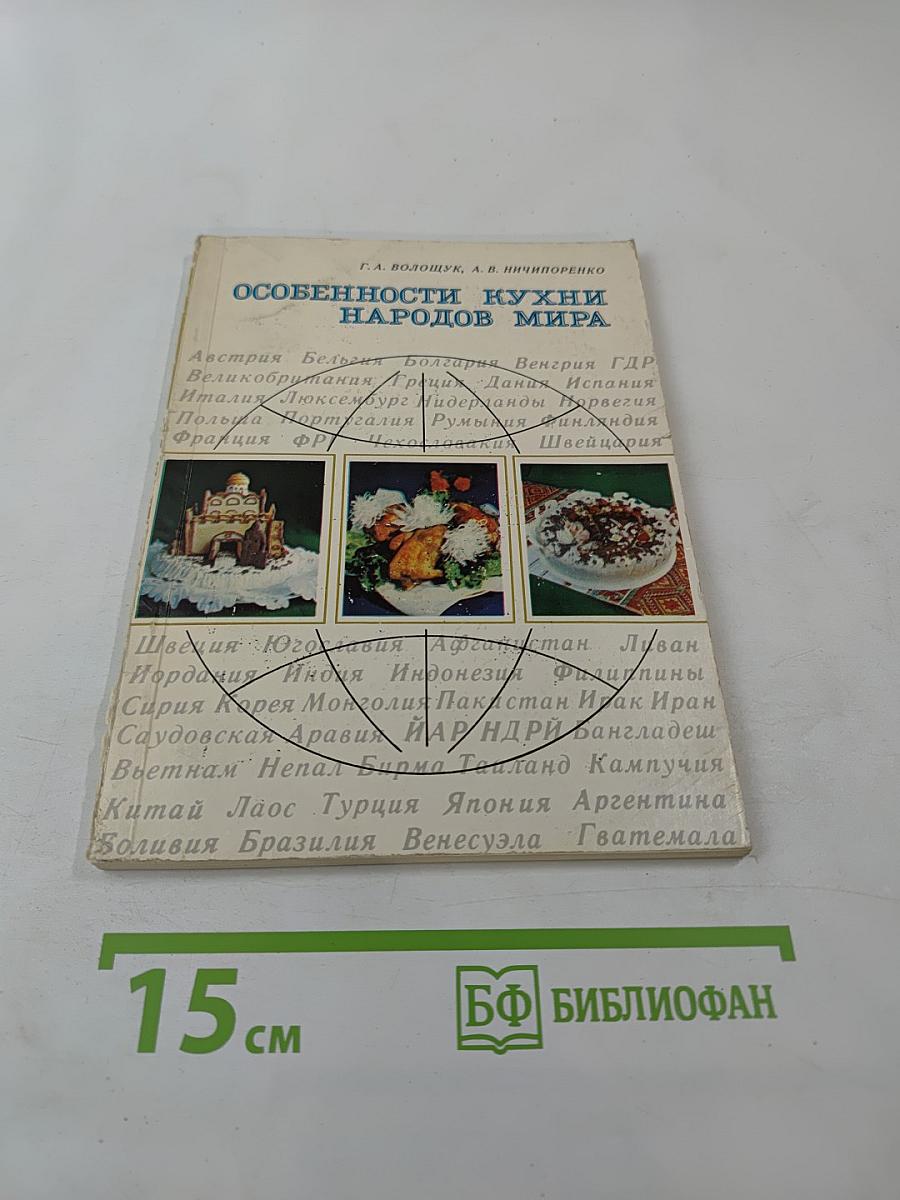 Г. А. ВОЛОЩУК, А. В. НИЧИПОРЕНКО
ОСОБЕННОСТИ КУХНИ
НАРОДОВ МИРА
Австрия Бельгия Болгария Венгрия ГДР
Великобритания Греция Дания Испания
Италия Люксембург Нидерланды Норвегия
Польша Португалия Румыния Финляндия
Франция ФРГ Чехословакия Швейцария
Швеция Югославия Афганистан Ливан
Иордания Индия Индонезия Филиппины
Сирия Корея Монголия Пакистан Ирак Иран
Саудовская Аравия ЙАР НДРЙ Бангладеш
Вьетнам Непал Бирма Таиланд Кампучия
Китай Лаос Турция Япония Аргентина
Боливия Бразилия Венесуэла Гватемала
15 см
БФ БИБЛИОФАН